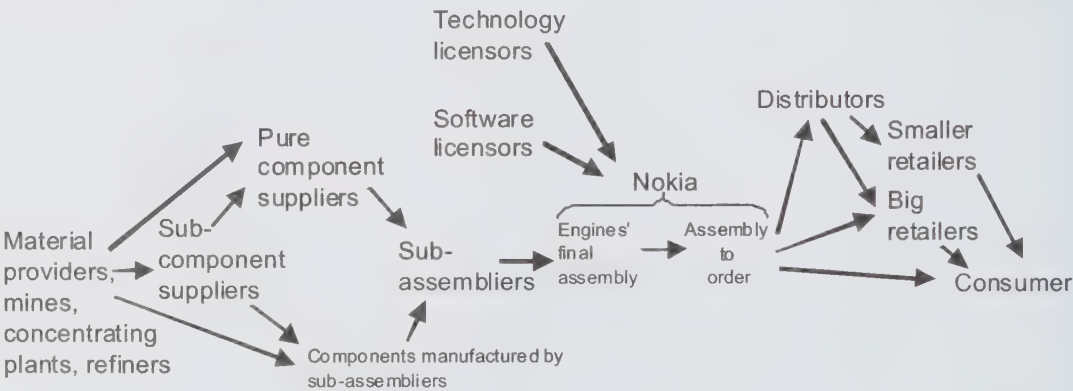 Technology
licensors
Software
licensors
Pure
component
suppliers
Sub-
component
suppliers
Material
providers,
mines,
concentrating
plants, refiners
Components manufactured by
sub-assembliers
Sub-
assembliers
Nokia
Engines'
final
assembly
Assembly
to
order
Distributors
Smaller
retailers
Big
retailers
Consumer